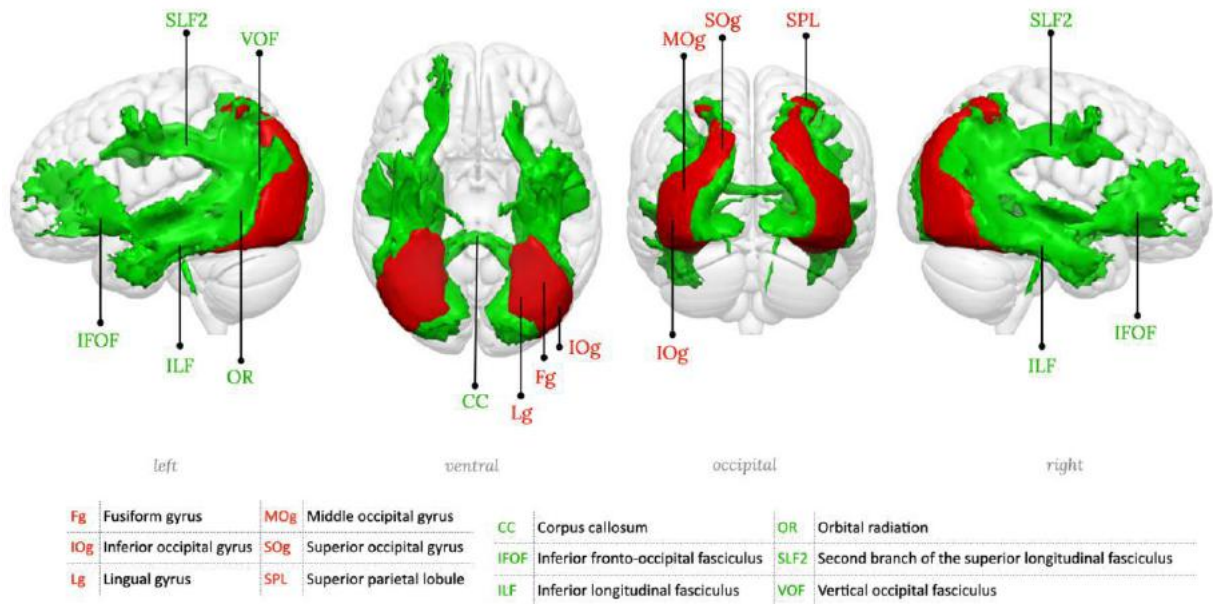 SLF2
VOF
IFOF
ILF
OR
CC
Lg
Fg
IOg
MOg
SOg
SPL
IOg
SLF2
ILF
IFOF
left
ventral
occipital
right
Fg Fusiform gyrus MOg Middle occipital gyrus
IOg Inferior occipital gyrus SOg Superior occipital gyrus
Lg Lingual gyrus SPL Superior parietal lobule
CC Corpus callosum OR Orbital radiation
IFOF Inferior fronto-occipital fasciculus SLF2 Second branch of the superior longitudinal fasciculus
ILF Inferior longitudinal fasciculus VOF Vertical occipital fasciculus